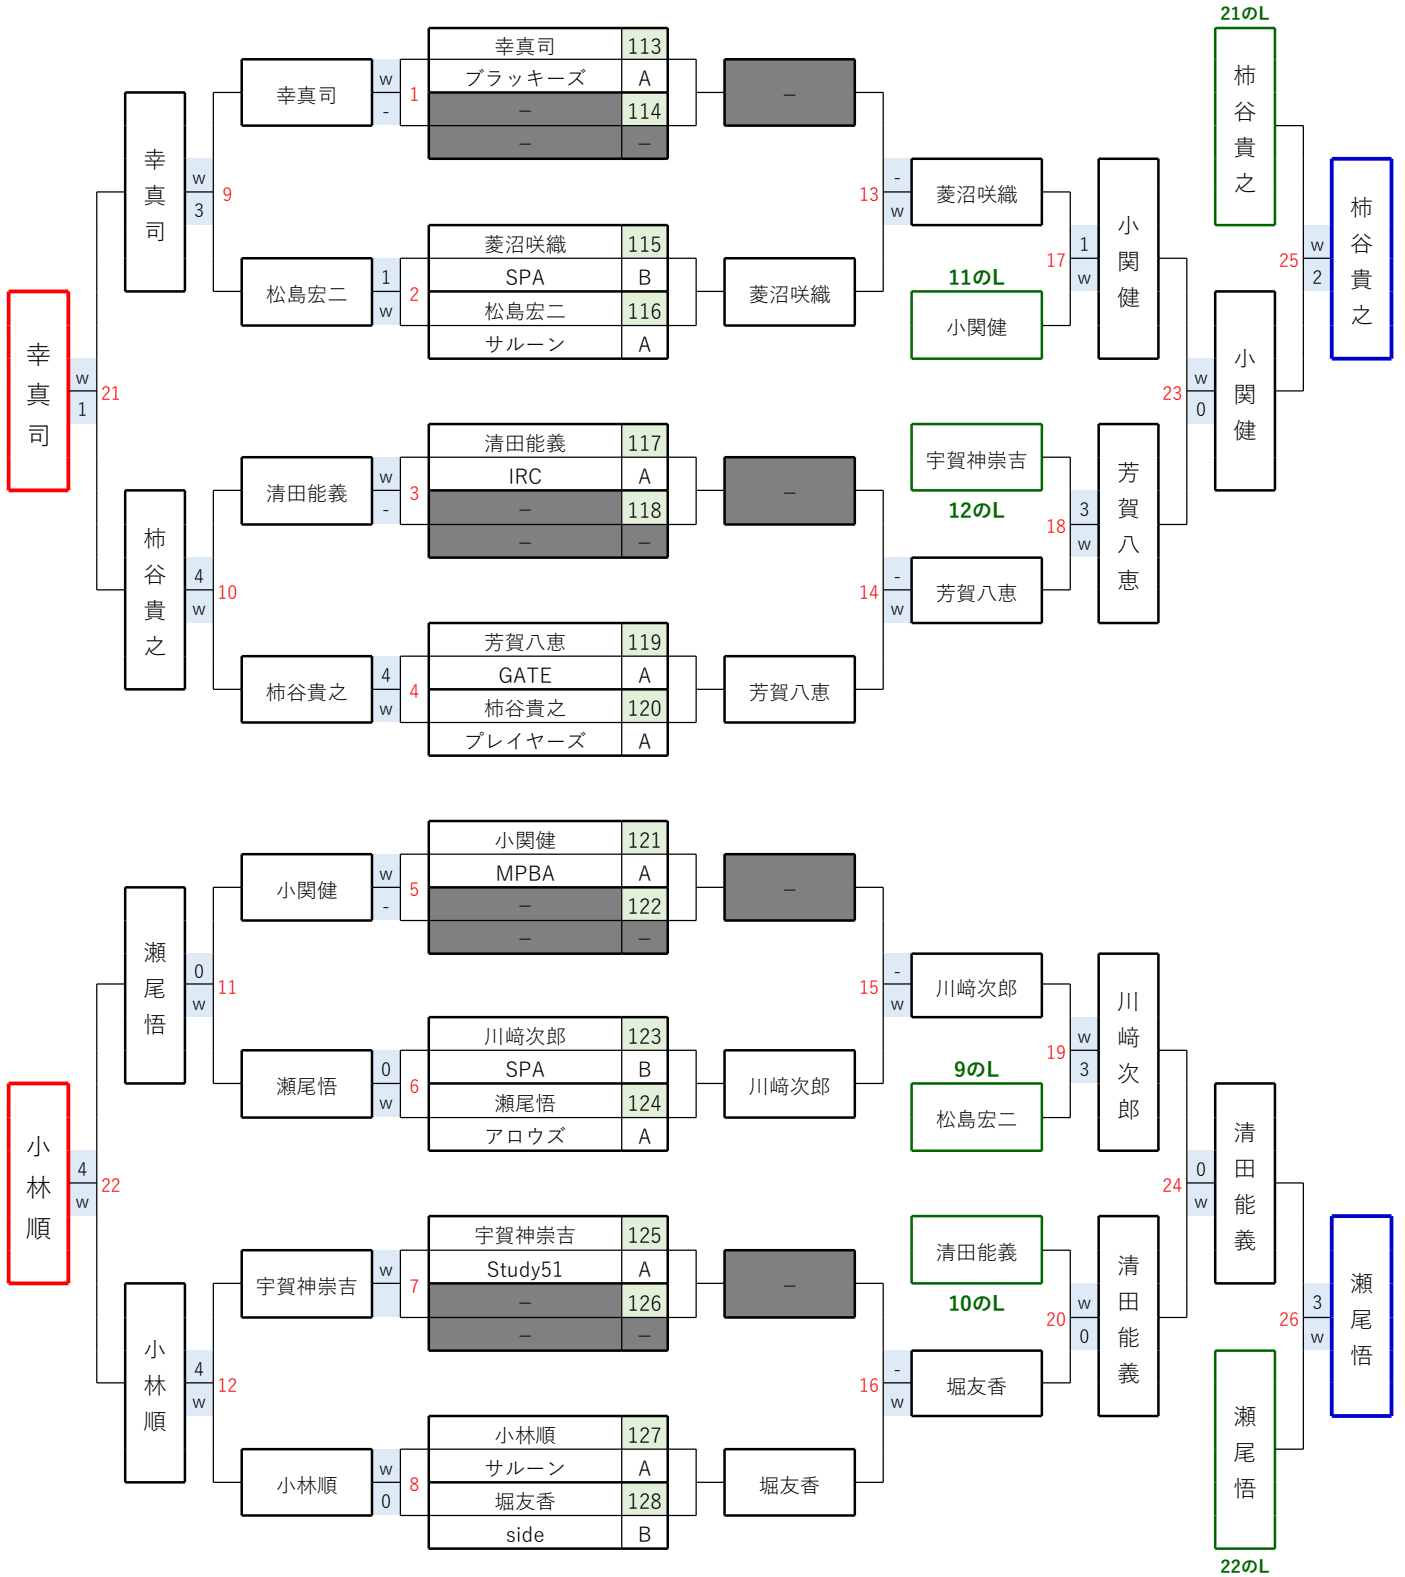 21のL
幸真司 113
ブラッキーズ A
– 114
– –
幸真司
w
-
1
–
幸真司
w
3
9
菱沼咲織 115
SPA B
松島宏二 116
サルーン A
松島宏二
1
w
2
菱沼咲織
13
-
w
菱沼咲織
11のL
小関健
17
1
w
小関健
柿谷貴之
25
w
2
柿谷貴之
幸真司
w
1
21
清田能義 117
IRC A
– 118
– –
清田能義
w
-
3
–
柿谷貴之
4
w
10
芳賀八恵 119
GATE A
柿谷貴之 120
プレイヤーズ A
柿谷貴之
4
w
4
芳賀八恵
14
-
w
芳賀八恵
宇賀神崇吉
12のL
18
3
w
芳賀八恵
23
w
0
小関健
小関健 121
MPBA A
– 122
– –
小関健
w
-
5
–
瀬尾悟
0
w
11
川﨑次郎 123
SPA B
瀬尾悟 124
アロウズ A
瀬尾悟
0
w
6
川﨑次郎
15
-
w
川﨑次郎
9のL
松島宏二
19
w
3
川﨑次郎
小林順
4
w
22
宇賀神崇吉 125
Study51 A
– 126
– –
宇賀神崇吉
w
7
–
小林順
4
w
12
小林順 127
サルーン A
堀友香 128
side B
小林順
w
0
8
堀友香
16
-
w
堀友香
清田能義
10のL
20
w
0
清田能義
24
0
w
清田能義
26
3
w
瀬尾悟
瀬尾悟
22のL